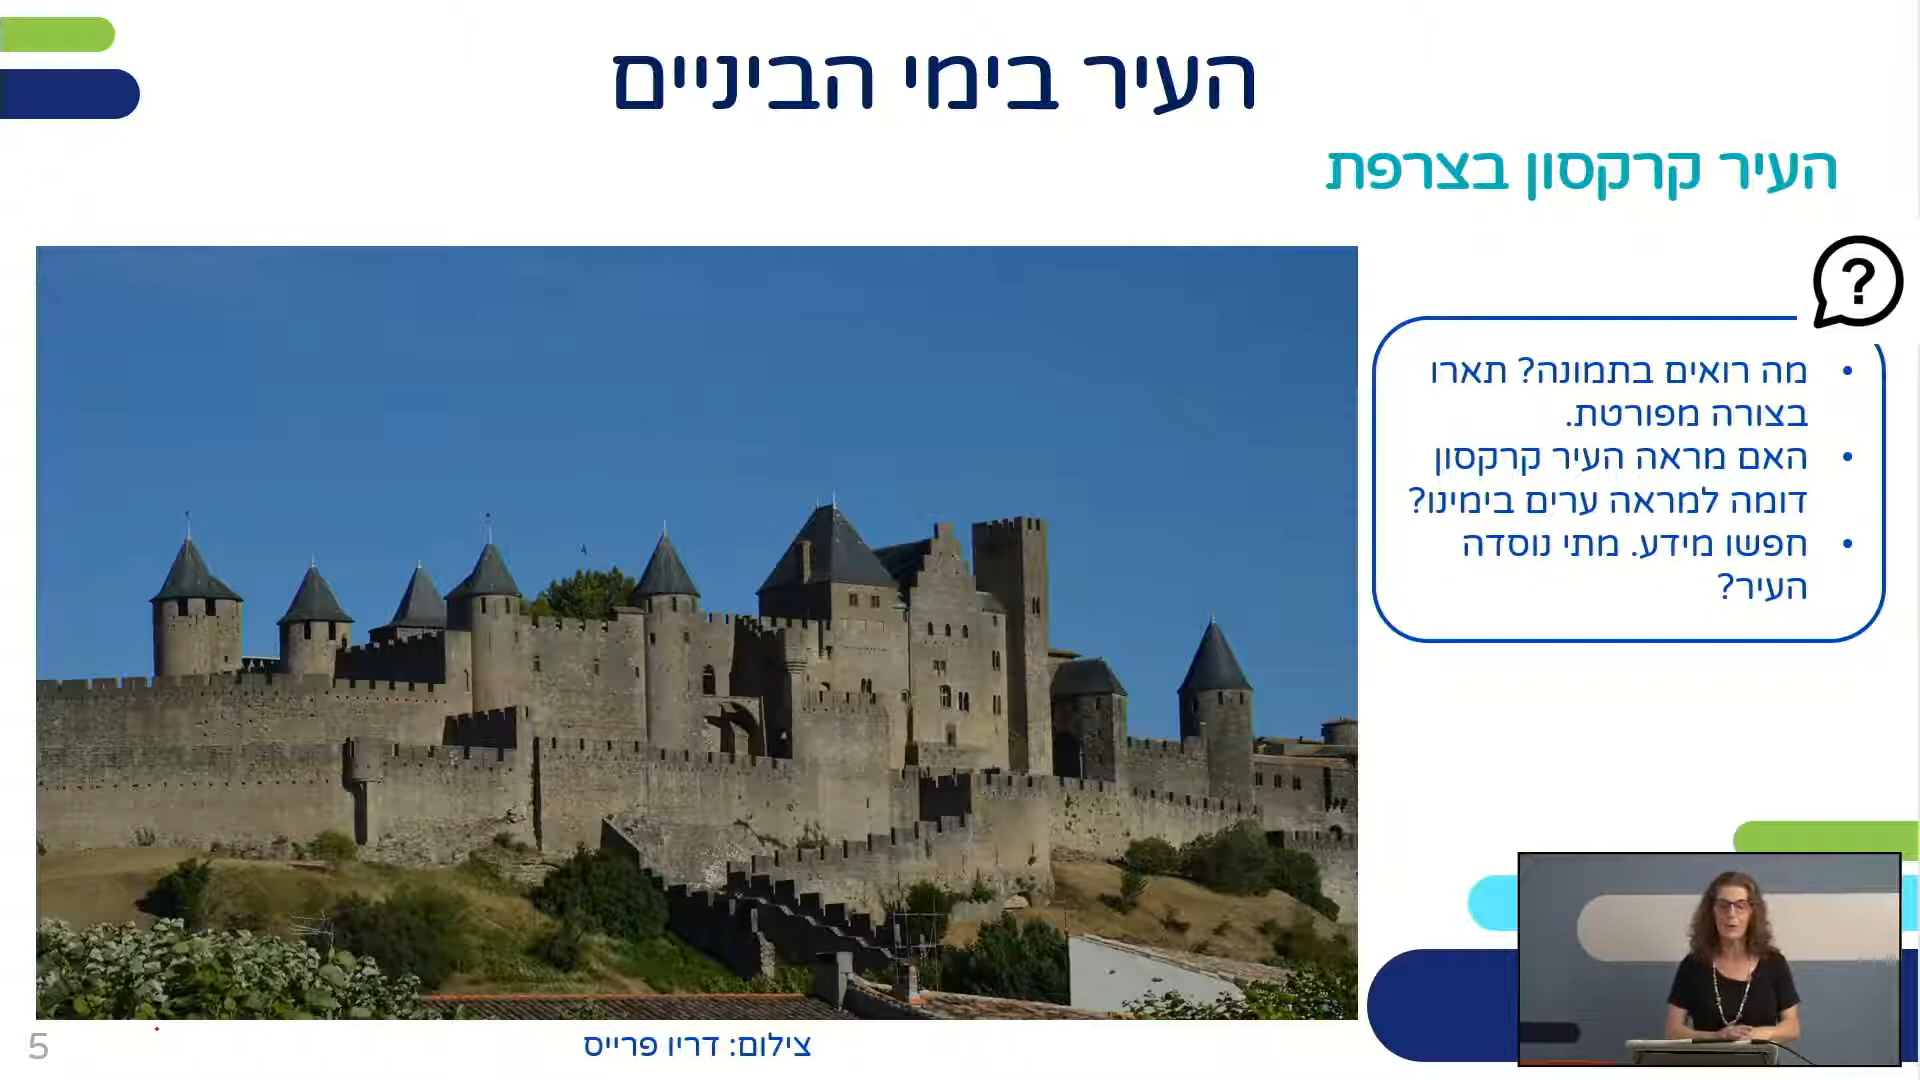 העיר בימי הביניים
העיר קרקסון בצרפת
?
• מה רואים בתמונה? תארו
בצורה מפורטת.
• האם מראה העיר קרקסון
דומה למראה ערים בימינו?
• חפשו מידע. מתי נוסדה
העיר?
צילום: דריו פרייס
5